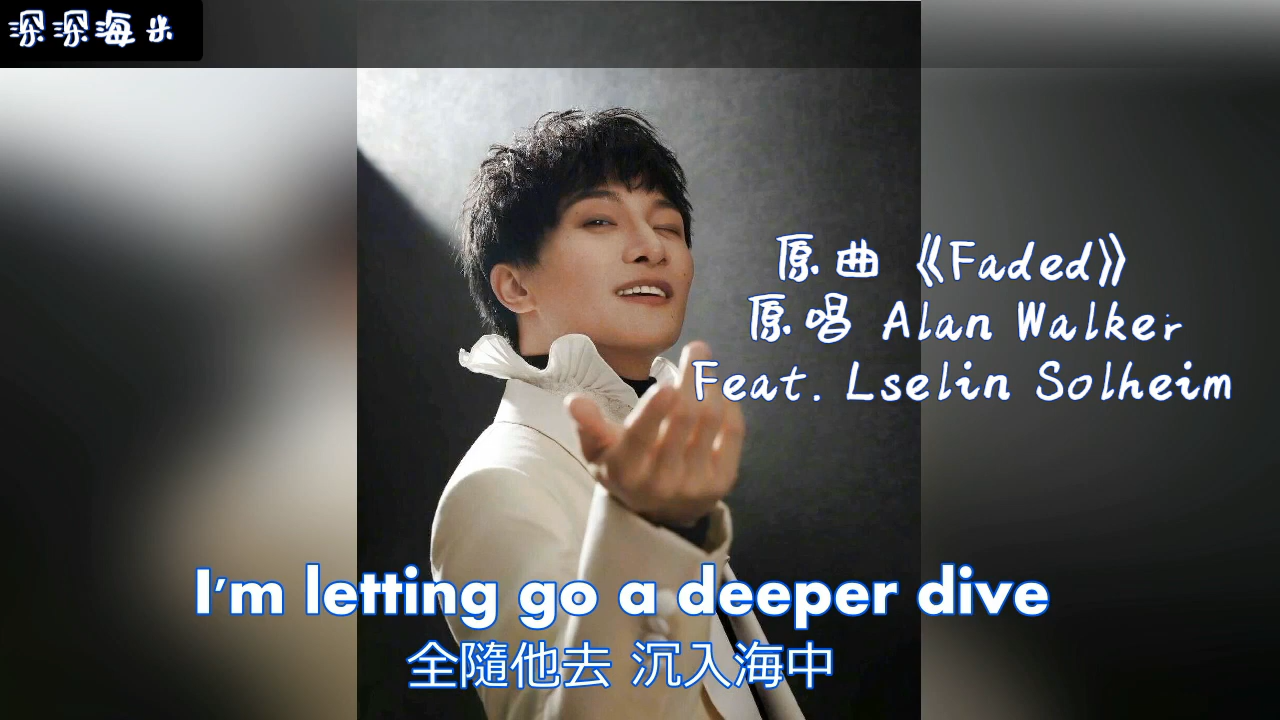 深深海米
原曲《Faded》
原唱 Alan Walker
Feat. Lselin Solheim
I'm letting go a deeper dive
全隨他去 沉入海中